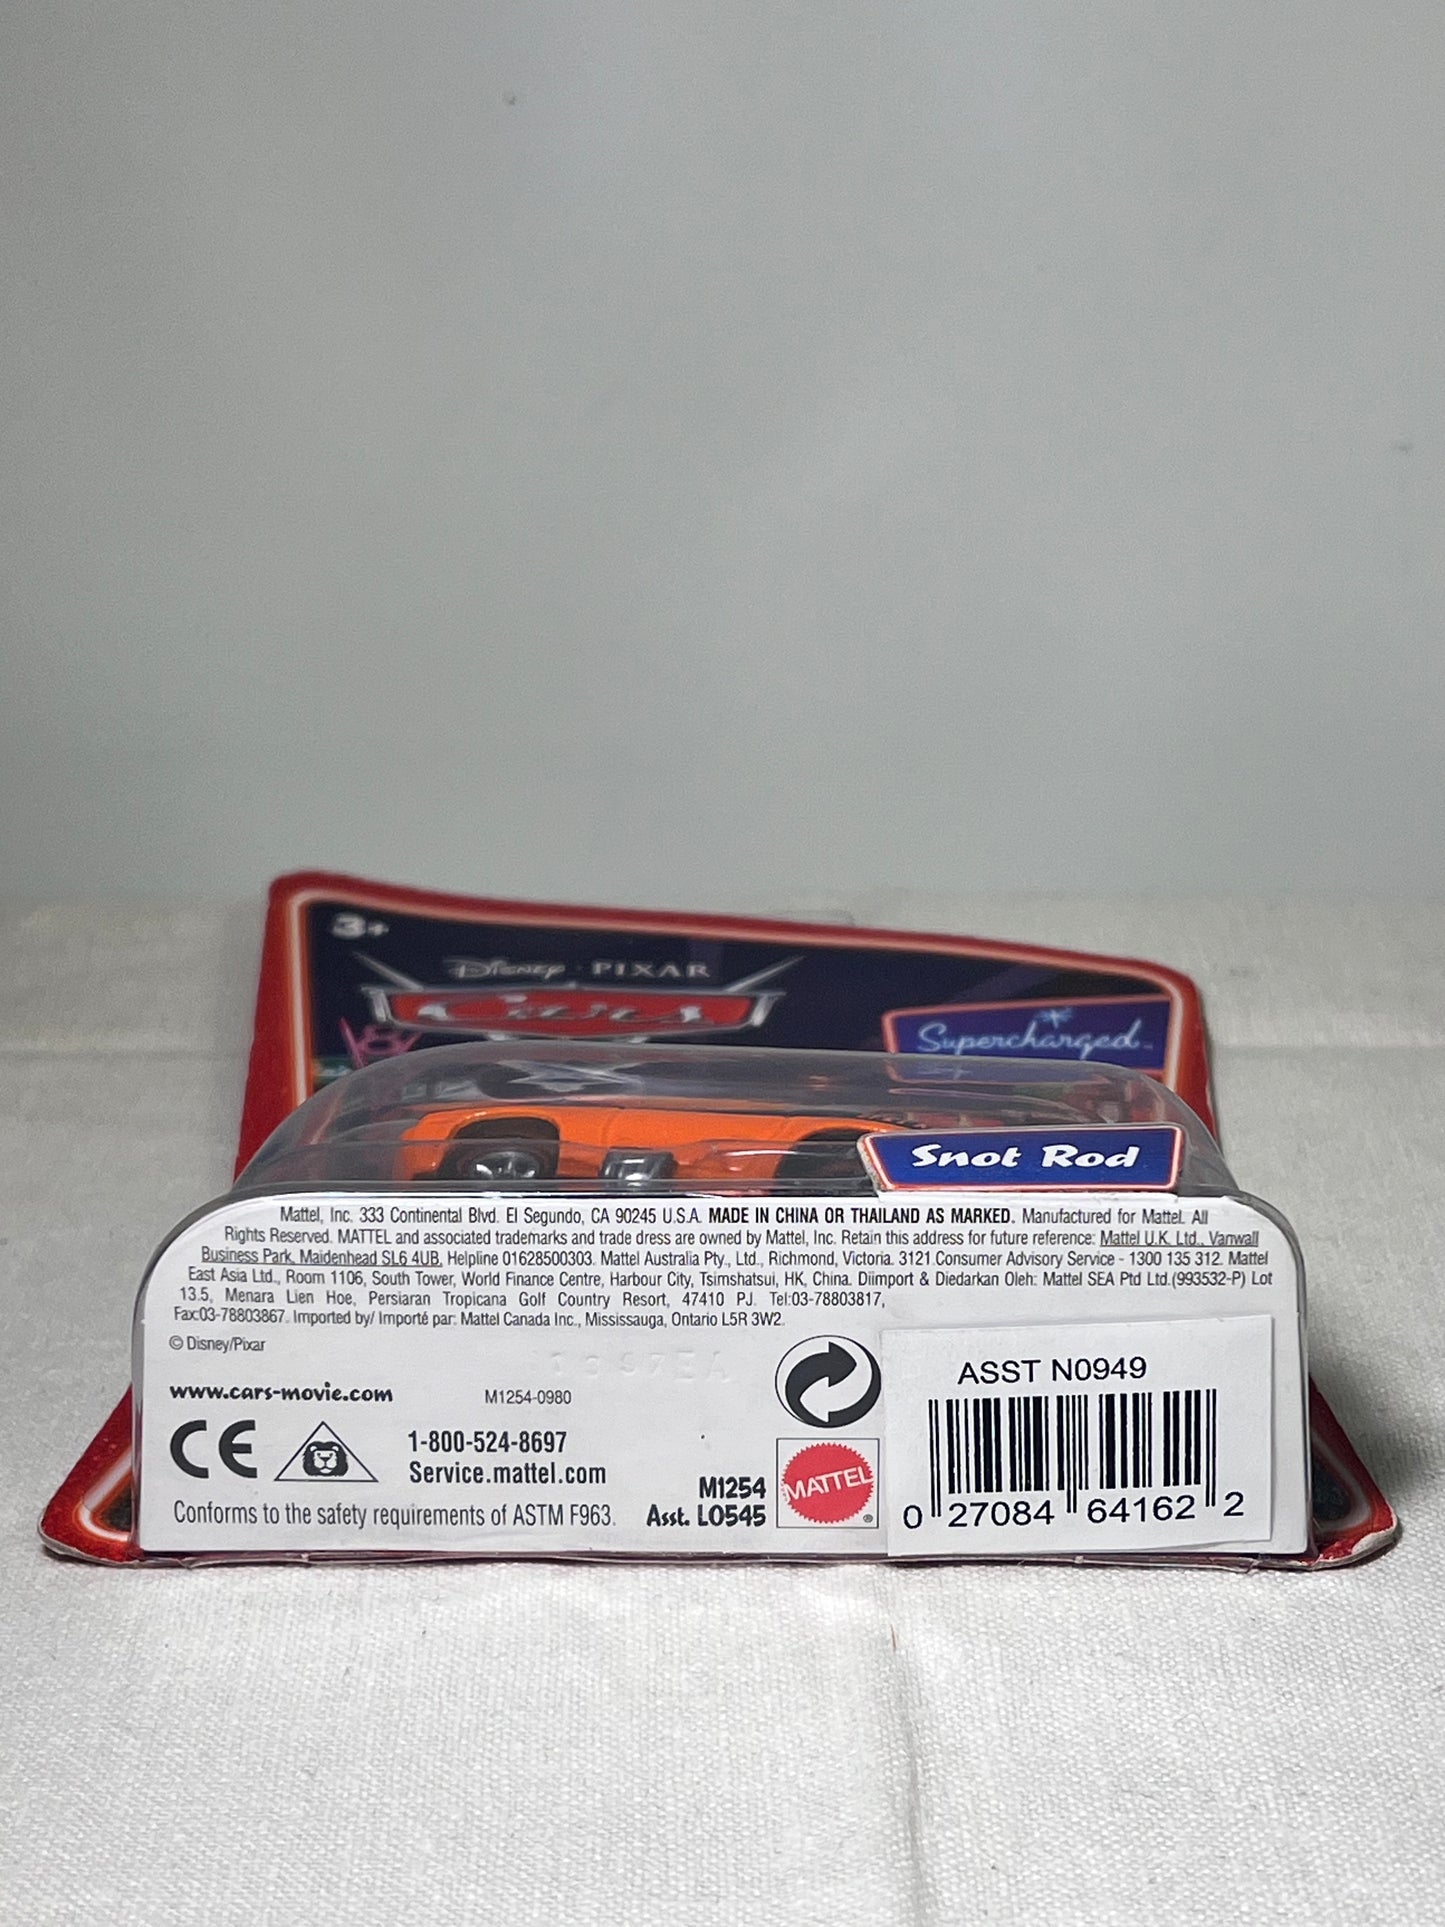 3+
Disney · PIXAR
Cars
Supercharged
Snot Rod
Mattel, Inc. 333 Continental Blvd. El Segundo, CA 90245 U.S.A. MADE IN CHINA OR THAILAND AS MARKED. Manufactured for Mattel. All
Rights Reserved. MATTEL and associated trademarks and trade dress are owned by Mattel, Inc. Retain this address for future reference: Mattel U.K. Ltd., Vanwall
Business Park, Maidenhead SL6 4UB. Helpline 01628500303. Mattel Australia Pty., Ltd., Richmond, Victoria. 3121.Consumer Advisory Service - 1300 135 312. Mattel
East Asia Ltd., Room 1106, South Tower, World Finance Centre, Harbour City, Tsimshatsui, HK, China. Diimport & Diedarkan Oleh: Mattel SEA Ptd Ltd.(993532-P) Lot
13.5, Menara Lien Hoe, Persiaran Tropicana Golf Country Resort, 47410 PJ. Tel:03-78803817,
Fax:03-78803867. Imported by/ Importé par: Mattel Canada Inc., Mississauga, Ontario L5R 3W2.
© Disney/Pixar
www.cars-movie.com
M1254-0980
CE
1-800-524-8697
Service.mattel.com
Conforms to the safety requirements of ASTM F963.
M1254
Asst. L0545
MATTEL
®
ASST N0949
0 27084 64162 2